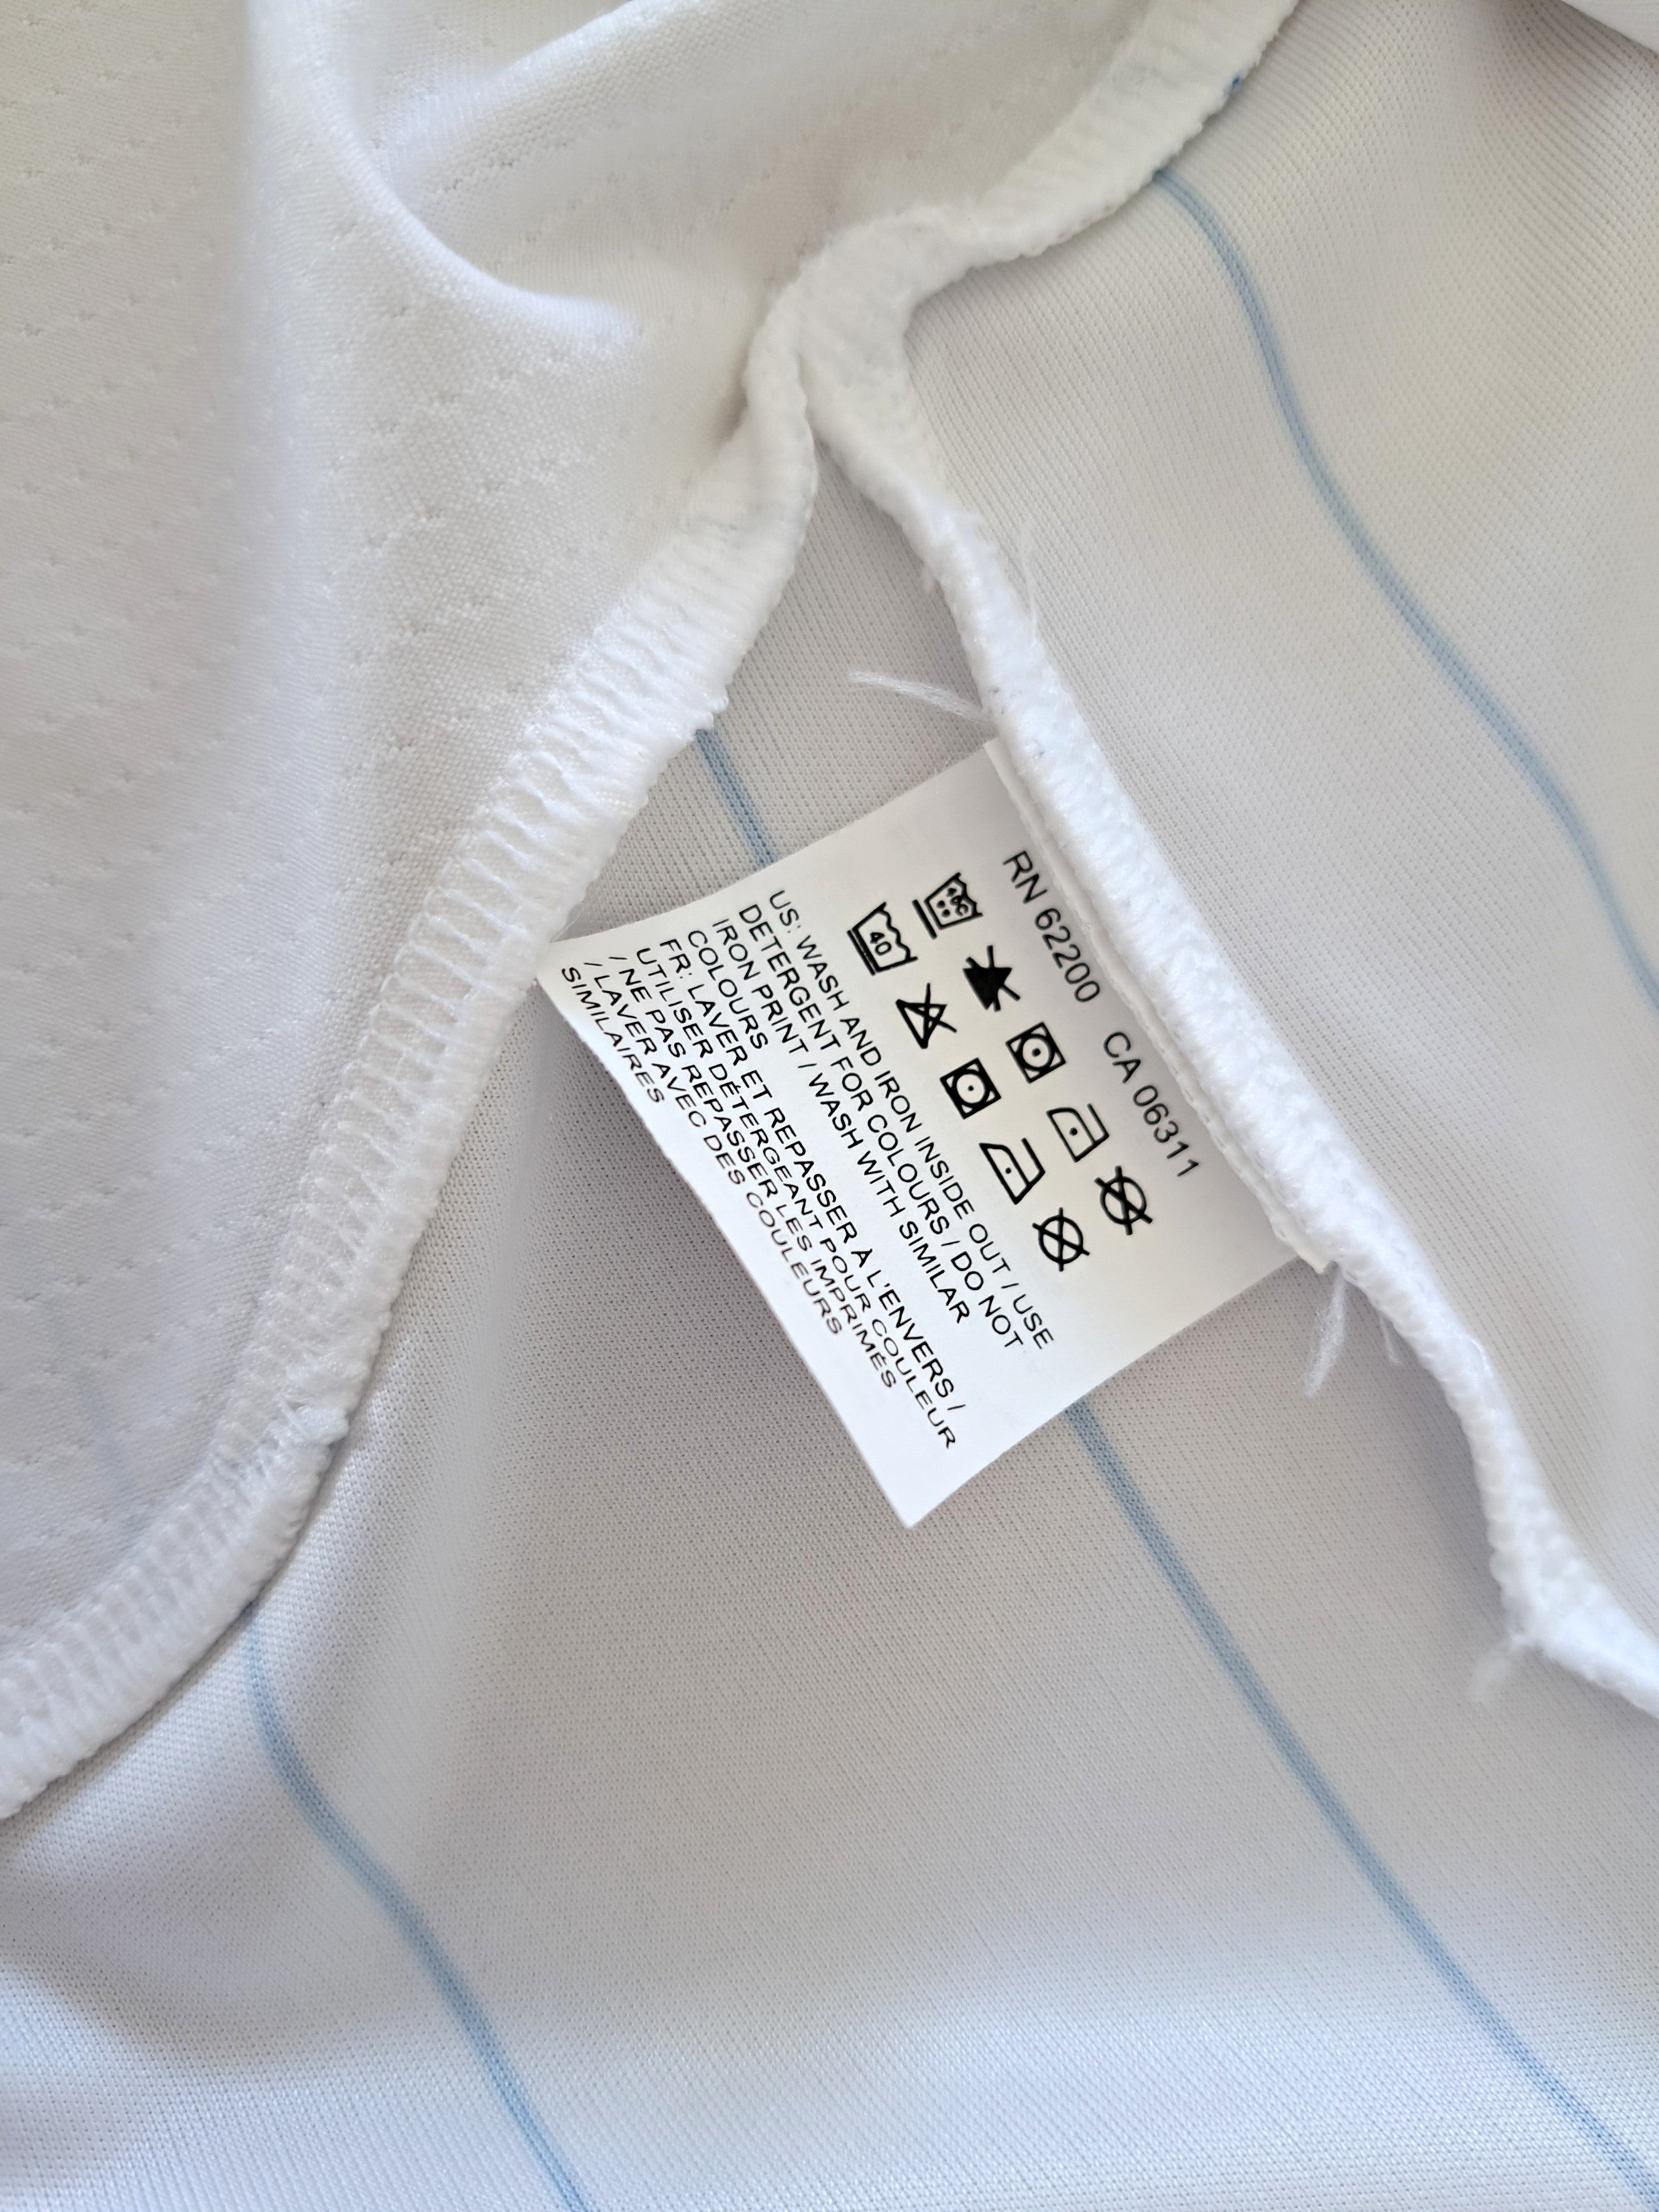 RN 62200 CA 06311
40C
40
US: WASH AND IRON INSIDE OUT / USE
DETERGENT FOR COLOURS / DO NOT
IRON PRINT / WASH WITH SIMILAR
COLOURS
FR: LAVER ET REPASSER À L'ENVERS /
UTILISER DÉTERGEANT POUR COULEUR
/ NE PAS REPASSER LES IMPRIMÉS
/ LAVER AVEC DES COULEURS
SIMILAIRES